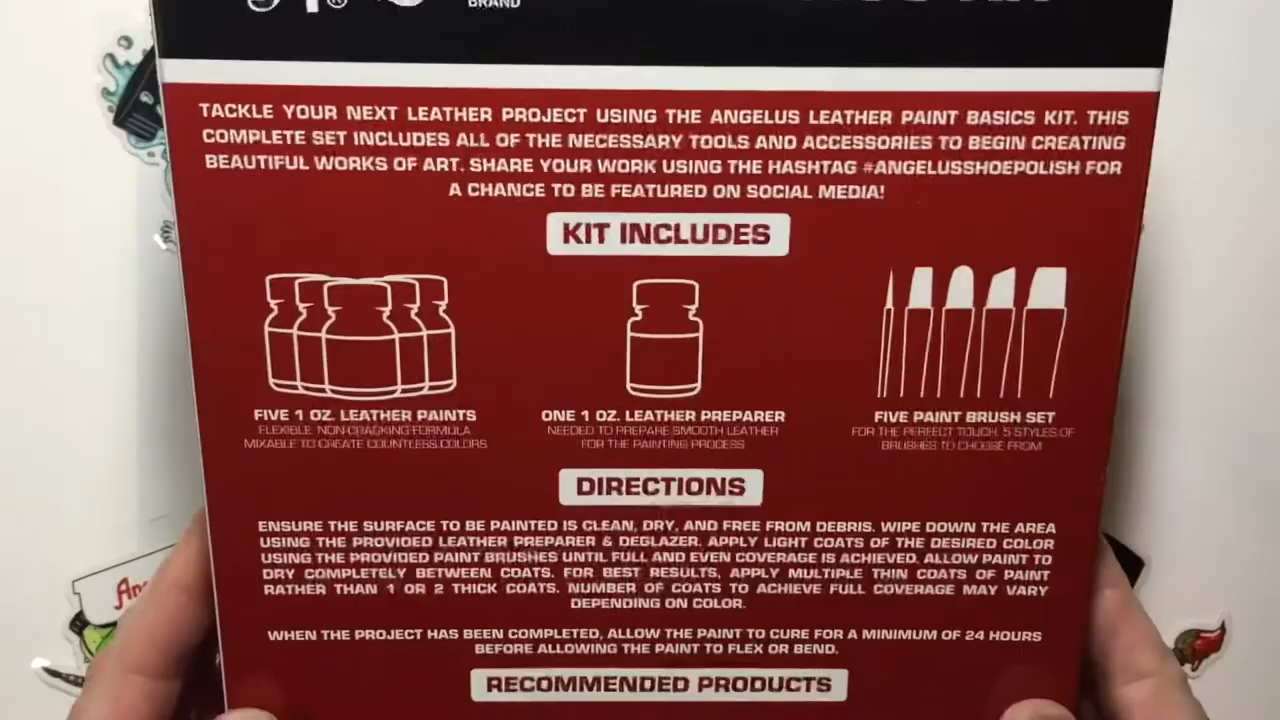 BRAND
TACKLE YOUR NEXT LEATHER PROJECT USING THE ANGELUS LEATHER PAINT BASICS KIT. THIS
COMPLETE SET INCLUDES ALL OF THE NECESSARY TOOLS AND ACCESSORIES TO BEGIN CREATING
BEAUTIFUL WORKS OF ART. SHARE YOUR WORK USING THE HASHTAG #ANGELUSSHOEPOLISH FOR
A CHANCE TO BE FEATURED ON SOCIAL MEDIA!
KIT INCLUDES
FIVE 1 OZ. LEATHER PAINTS
FLEXIBLE, NON-CRACKING FORMULA
MIXABLE TO CREATE COUNTLESS COLORS
ONE 1 OZ. LEATHER PREPARER
NEEDED TO PREPARE SMOOTH LEATHER
FOR THE PAINTING PROCESS
FIVE PAINT BRUSH SET
FOR THE PERFECT TOUCH, 5 STYLES OF
BRUSHES TO CHOOSE FROM
DIRECTIONS
ENSURE THE SURFACE TO BE PAINTED IS CLEAN, DRY, AND FREE FROM DEBRIS. WIPE DOWN THE AREA
USING THE PROVIDED LEATHER PREPARER & DEGLAZER. APPLY LIGHT COATS OF THE DESIRED COLOR
USING THE PROVIDED PAINT BRUSHES UNTIL FULL AND EVEN COVERAGE IS ACHIEVED. ALLOW PAINT TO
DRY COMPLETELY BETWEEN COATS. FOR BEST RESULTS, APPLY MULTIPLE THIN COATS OF PAINT
RATHER THAN 1 OR 2 THICK COATS. NUMBER OF COATS TO ACHIEVE FULL COVERAGE MAY VARY
DEPENDING ON COLOR.
WHEN THE PROJECT HAS BEEN COMPLETED, ALLOW THE PAINT TO CURE FOR A MINIMUM OF 24 HOURS
BEFORE ALLOWING THE PAINT TO FLEX OR BEND.
RECOMMENDED PRODUCTS